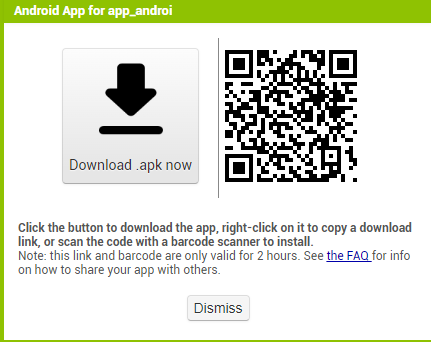 Android App for app_androi
Download .apk now
Click the button to download the app, right-click on it to copy a download
link, or scan the code with a barcode scanner to install.
Note: this link and barcode are only valid for 2 hours. See the FAQ for info
on how to share your app with others.
Dismiss